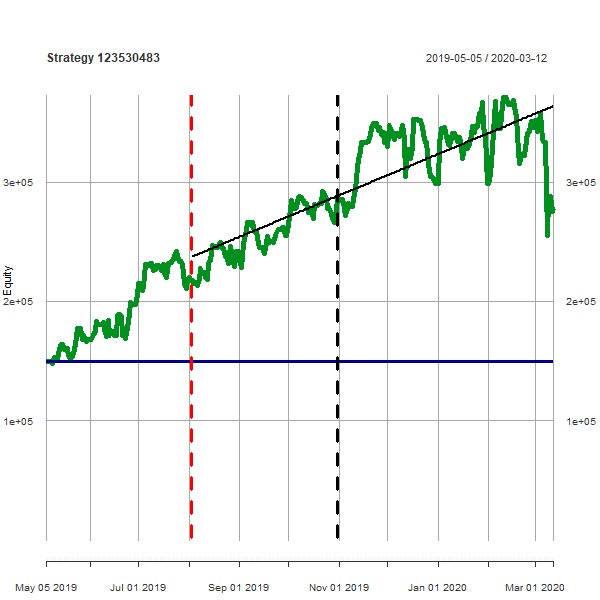 Strategy 123530483
2019-05-05 / 2020-03-12
3e+05
3e+05
2e+05
2e+05
1e+05
1e+05
Equity
May 05 2019
Jul 01 2019
Sep 01 2019
Nov 01 2019
Jan 01 2020
Mar 01 2020